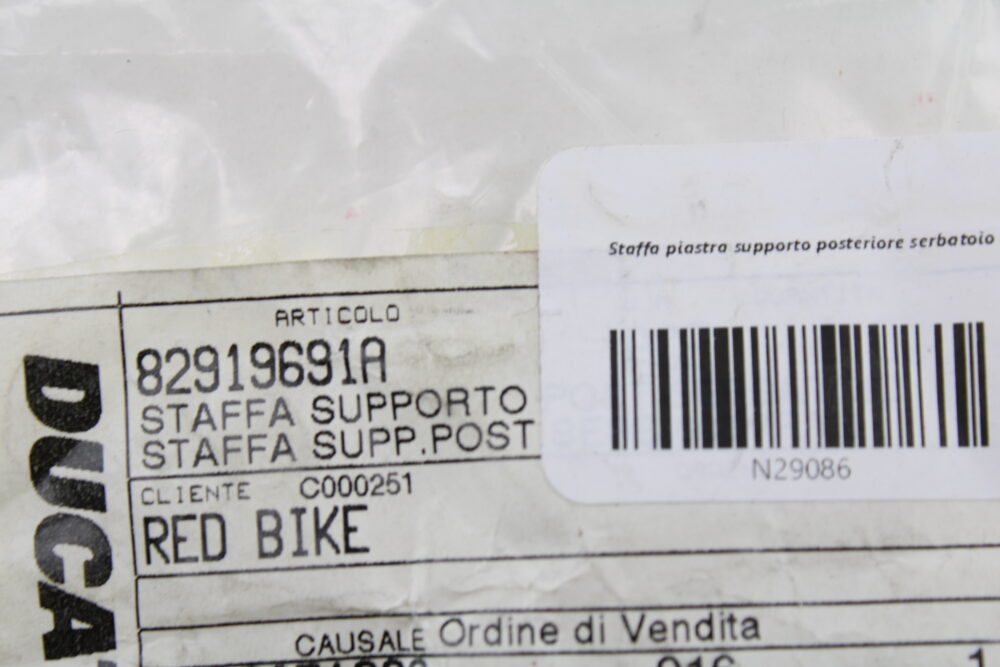 Staffa piastra supporto posteriore serbatoio
N29086
ARTICOLO
82919691A
STAFFA SUPPORTO
STAFFA SUPP.POST
CLIENTE C000251
RED BIKE
CAUSALE Ordine di Vendita
DUCA